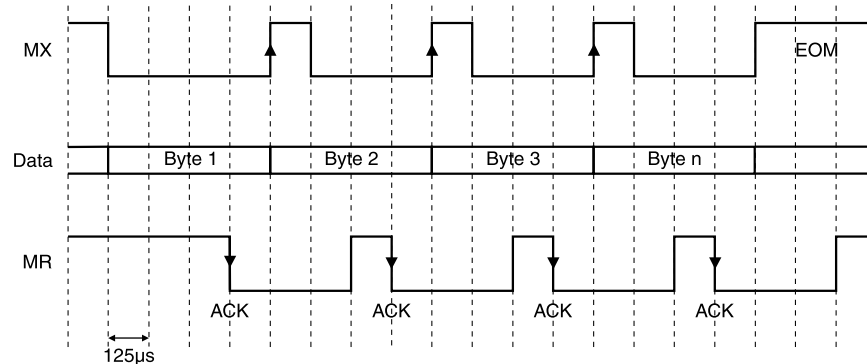 MX
EOM
Data
Byte 1
Byte 2
Byte 3
Byte n
MR
ACK
ACK
ACK
ACK
125µs